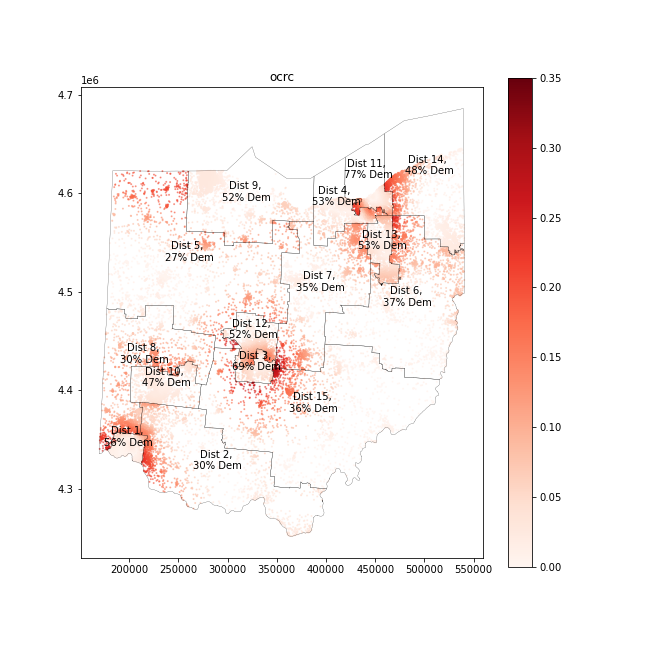 ocrc
1e6
4.7
4.6
4.5
4.4
4.3
200000
250000
300000
350000
400000
450000
500000
550000
Dist 11,
77% Dem
Dist 14,
48% Dem
Dist 9,
52% Dem
Dist 4,
53% Dem
Dist 13,
53% Dem
Dist 5,
27% Dem
Dist 7,
35% Dem
Dist 6,
37% Dem
Dist 12,
52% Dem
Dist 8,
30% Dem
Dist 3,
69% Dem
Dist 10,
47% Dem
Dist 15,
36% Dem
Dist 1,
56% Dem
Dist 2,
30% Dem
0.35
0.30
0.25
0.20
0.15
0.10
0.05
0.00